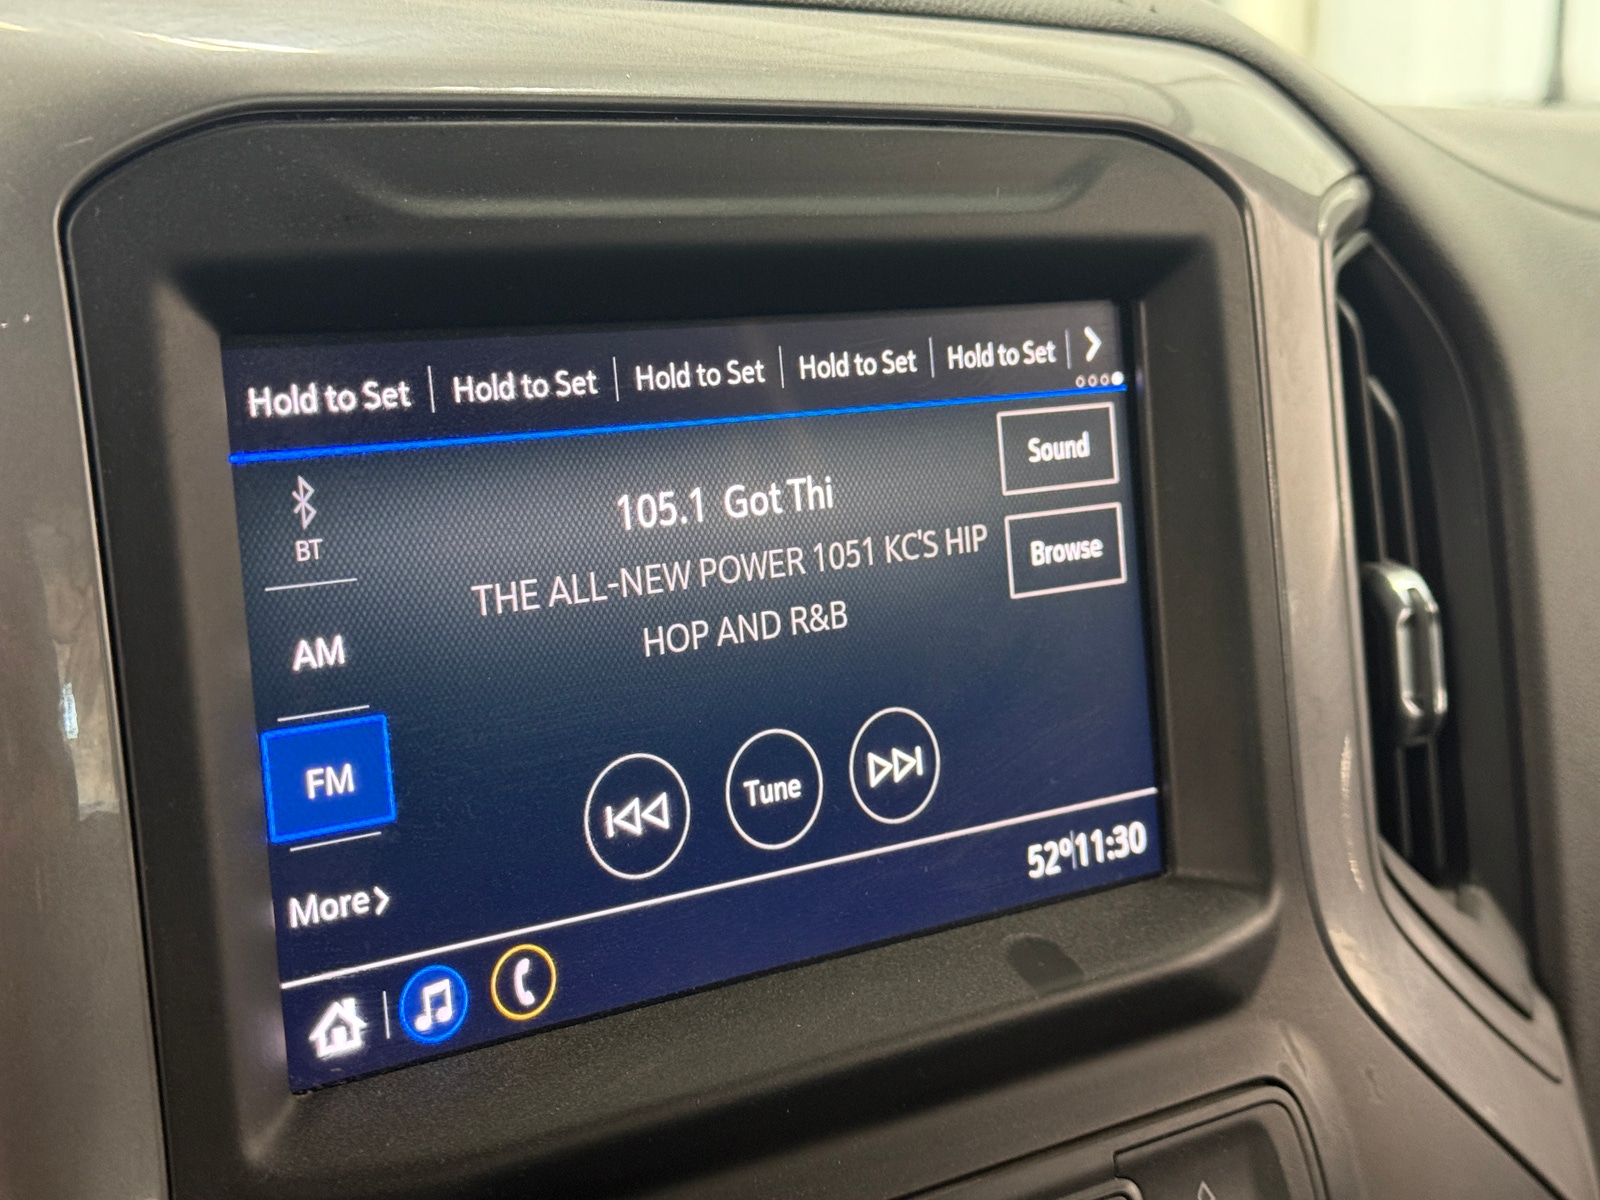 Hold to Set Hold to Set Hold to Set Hold to Set Hold to Set
Sound
BT
105.1 Got Thi
THE ALL-NEW POWER 1051 KC'S HIP
HOP AND R&B
Browse
AM
FM
Tune
More
52° 11:30